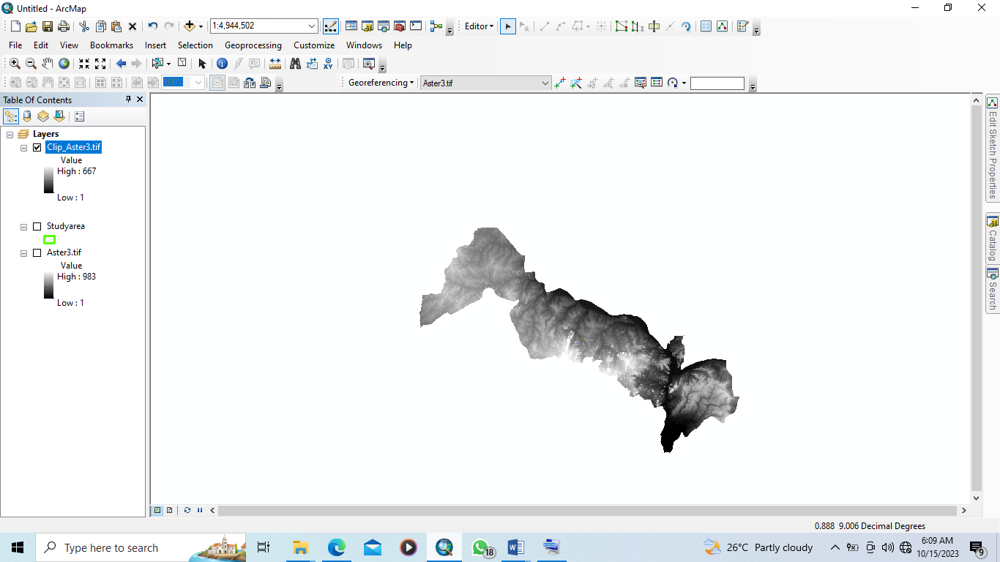 Untitled - ArcMap
1:4,944,502
Editor
File Edit View Bookmarks Insert Selection Geoprocessing Customize Windows Help
100%
Georeferencing
Aster3.tif
Table Of Contents
Layers
Clip_Aster3.tif
Value
High : 667
Low : 1
Studyarea
Aster3.tif
Value
High : 983
Low : 1
Edit Sketch Properties
Catalog
Search
0.888 9.006 Decimal Degrees
Type here to search
18
26°C Partly cloudy
6:09 AM
10/15/2023
9